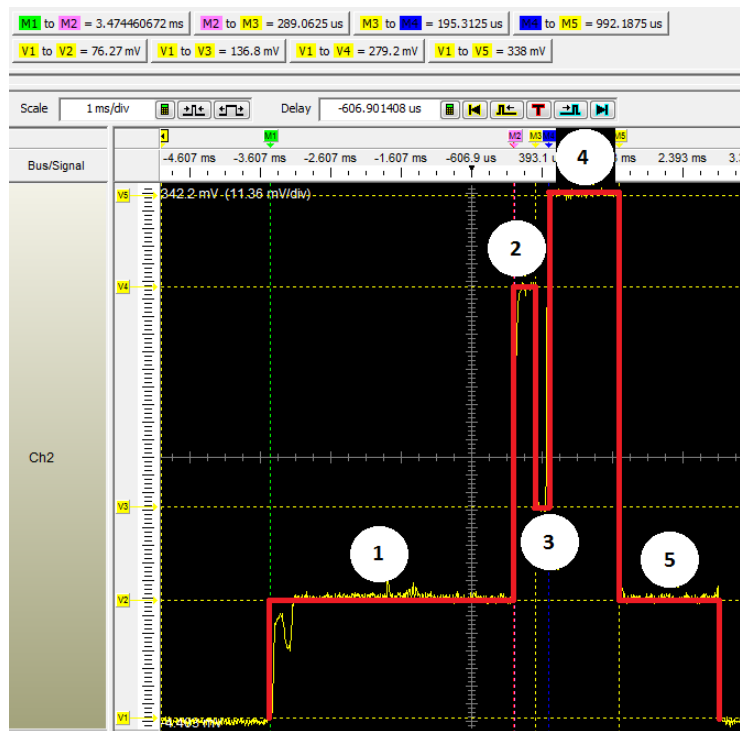 M1 to M2 = 3.474460672 ms M2 to M3 = 289.0625 us M3 to M4 = 195.3125 us M4 to M5 = 992.1875 us
V1 to V2 = 76.27 mV V1 to V3 = 136.8 mV V1 to V4 = 279.2 mV V1 to V5 = 338 mV
Scale 1 ms/div Delay -606.901408 us T
M1 M2 M3 M5
Bus/Signal -4.607 ms -3.607 ms -2.607 ms -1.607 ms -606.9 us 393.1 2.393 ms
V5 342.2 mV (11.36 mV/div)
4
2
V4
Ch2
V3
1
3
5
V2
V1